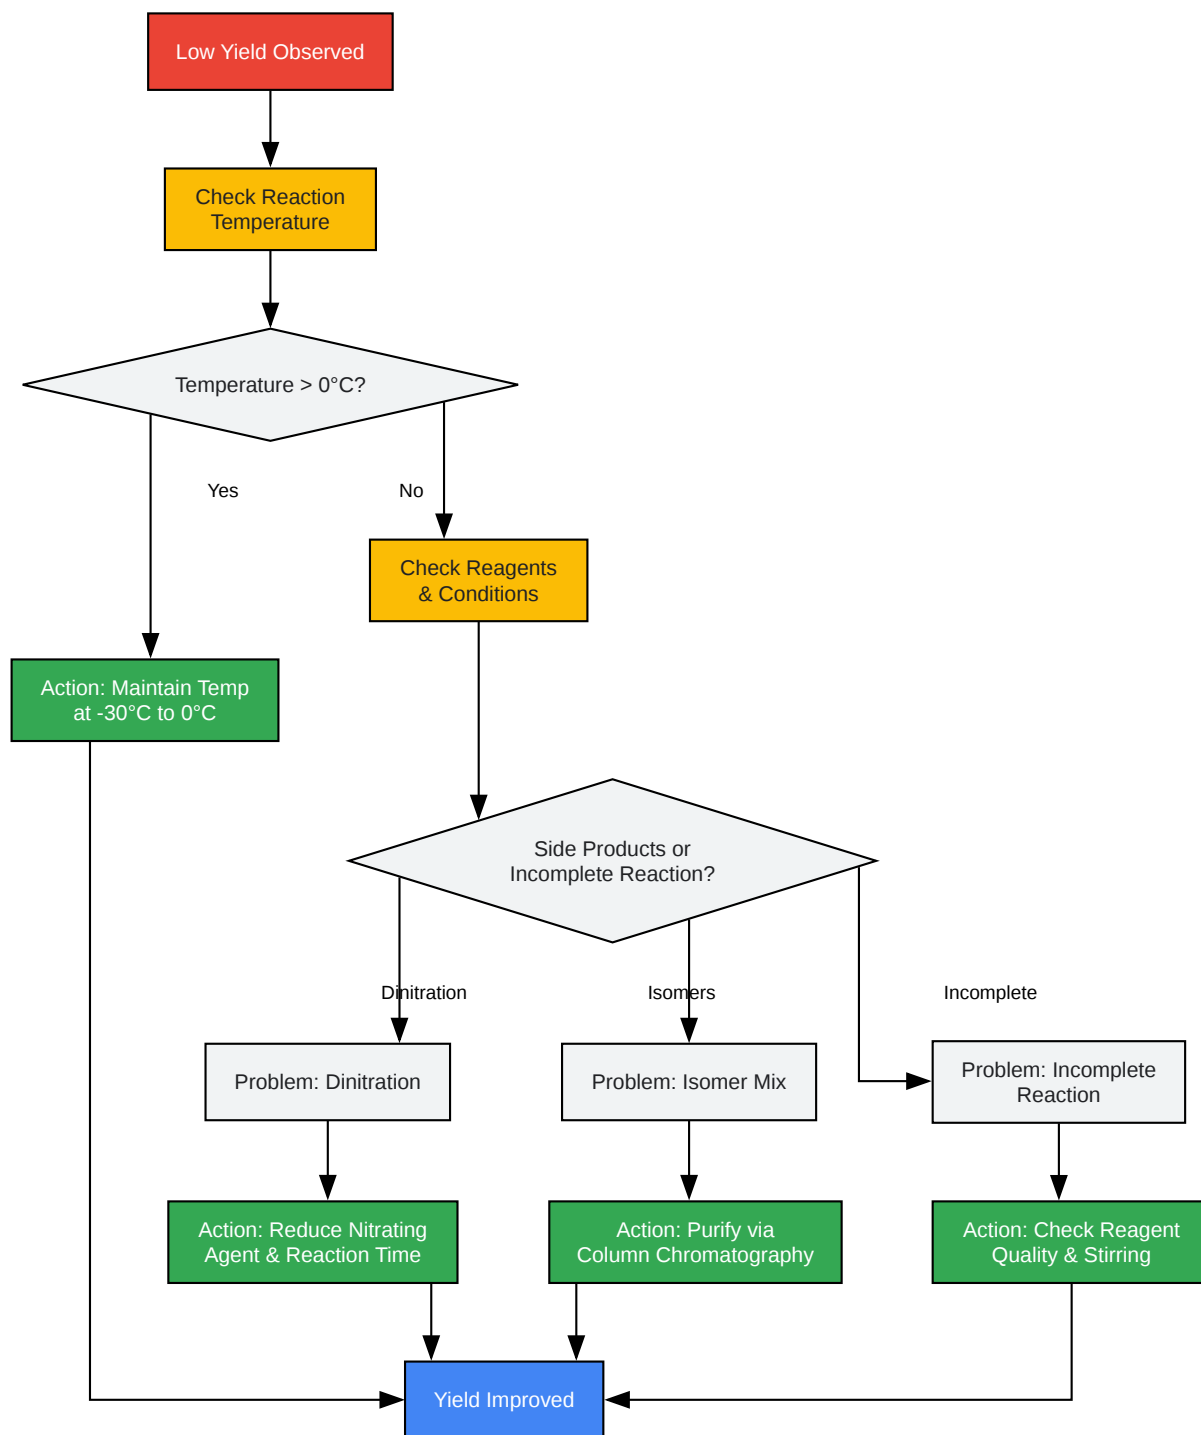 Low Yield Observed
Check Reaction
Temperature
Temperature > 0°C?
Yes
No
Check Reagents
& Conditions
Action: Maintain Temp
at -30°C to 0°C
Side Products or
Incomplete Reaction?
Dinitration
Isomers
Incomplete
Problem: Dinitration
Problem: Isomer Mix
Problem: Incomplete
Reaction
Action: Reduce Nitrating
Agent & Reaction Time
Action: Purify via
Column Chromatography
Action: Check Reagent
Quality & Stirring
Yield Improved